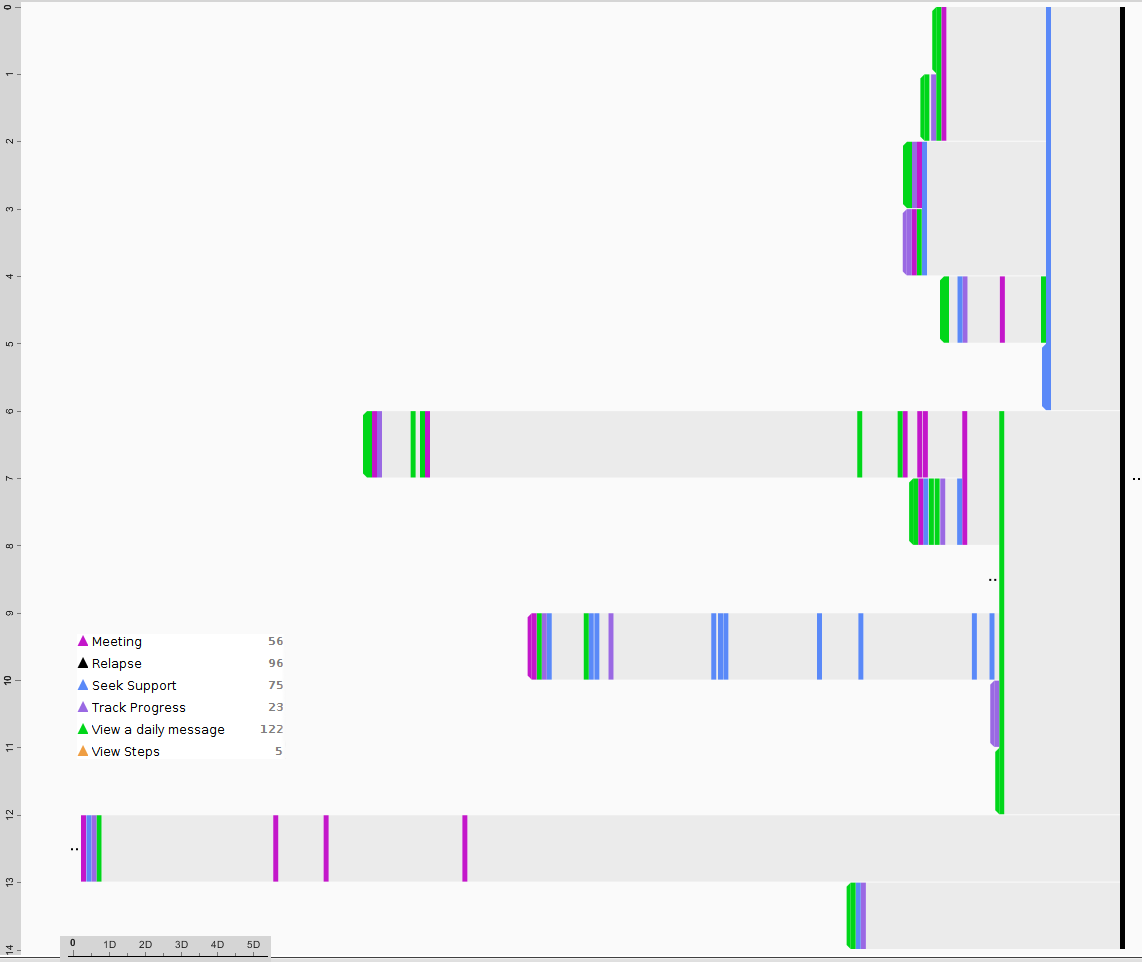 0
1
2
3
4
5
6
7
8
9
10
11
12
13
14
Meeting 56
Relapse 96
Seek Support 75
Track Progress 23
View a daily message 122
View Steps 5
0 1D 2D 3D 4D 5D